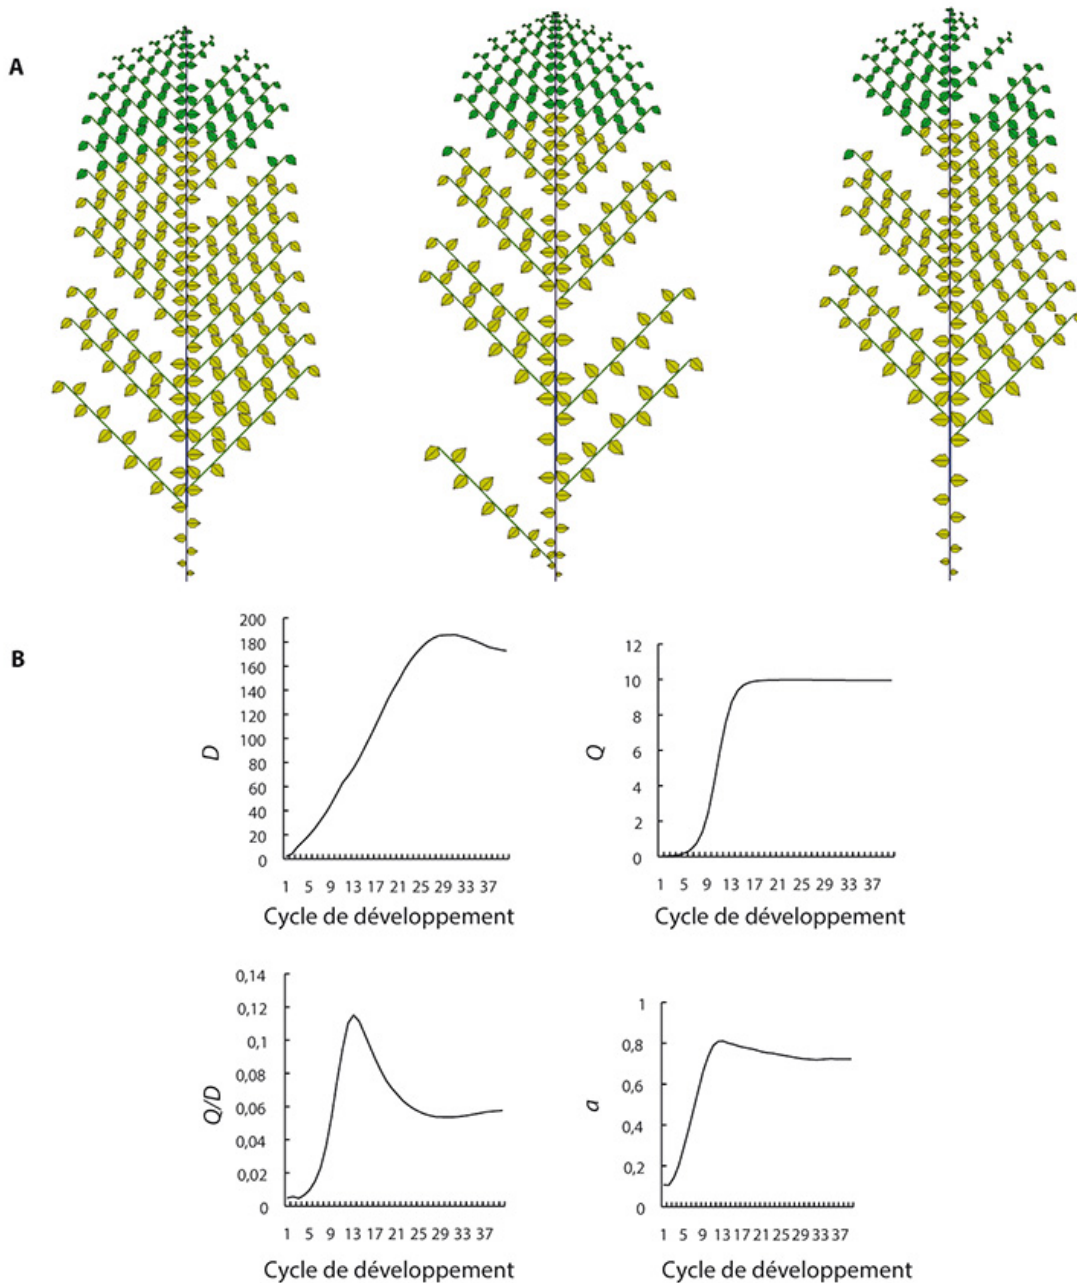 A
B
200
180
160
140
120
100
80
60
40
20
0
D
1 5 9 13 17 21 25 29 33 37
Cycle de développement
12
10
8
6
4
2
0
Q
1 5 9 13 17 21 25 29 33 37
Cycle de développement
0,14
0,12
0,1
0,08
0,06
0,04
0,02
0
Q/D
1 5 9 13 17 21 25 29 33 37
Cycle de développement
1
0,8
0,6
0,4
0,2
0
a
1 5 9 13 17 21 25 29 33 37
Cycle de développement